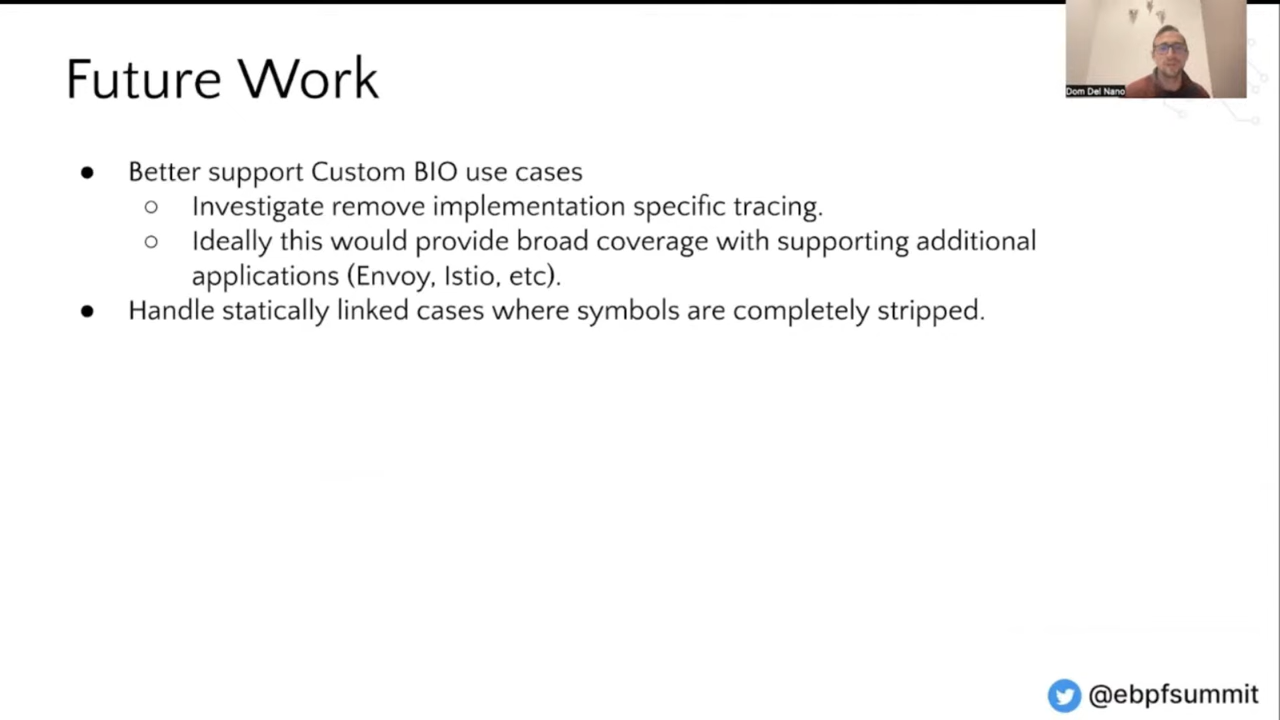 Future Work
Dom Del Nano
● Better support Custom BIO use cases
○ Investigate remove implementation specific tracing.
○ Ideally this would provide broad coverage with supporting additional
applications (Envoy, Istio, etc).
● Handle statically linked cases where symbols are completely stripped.
@ebpfsummit